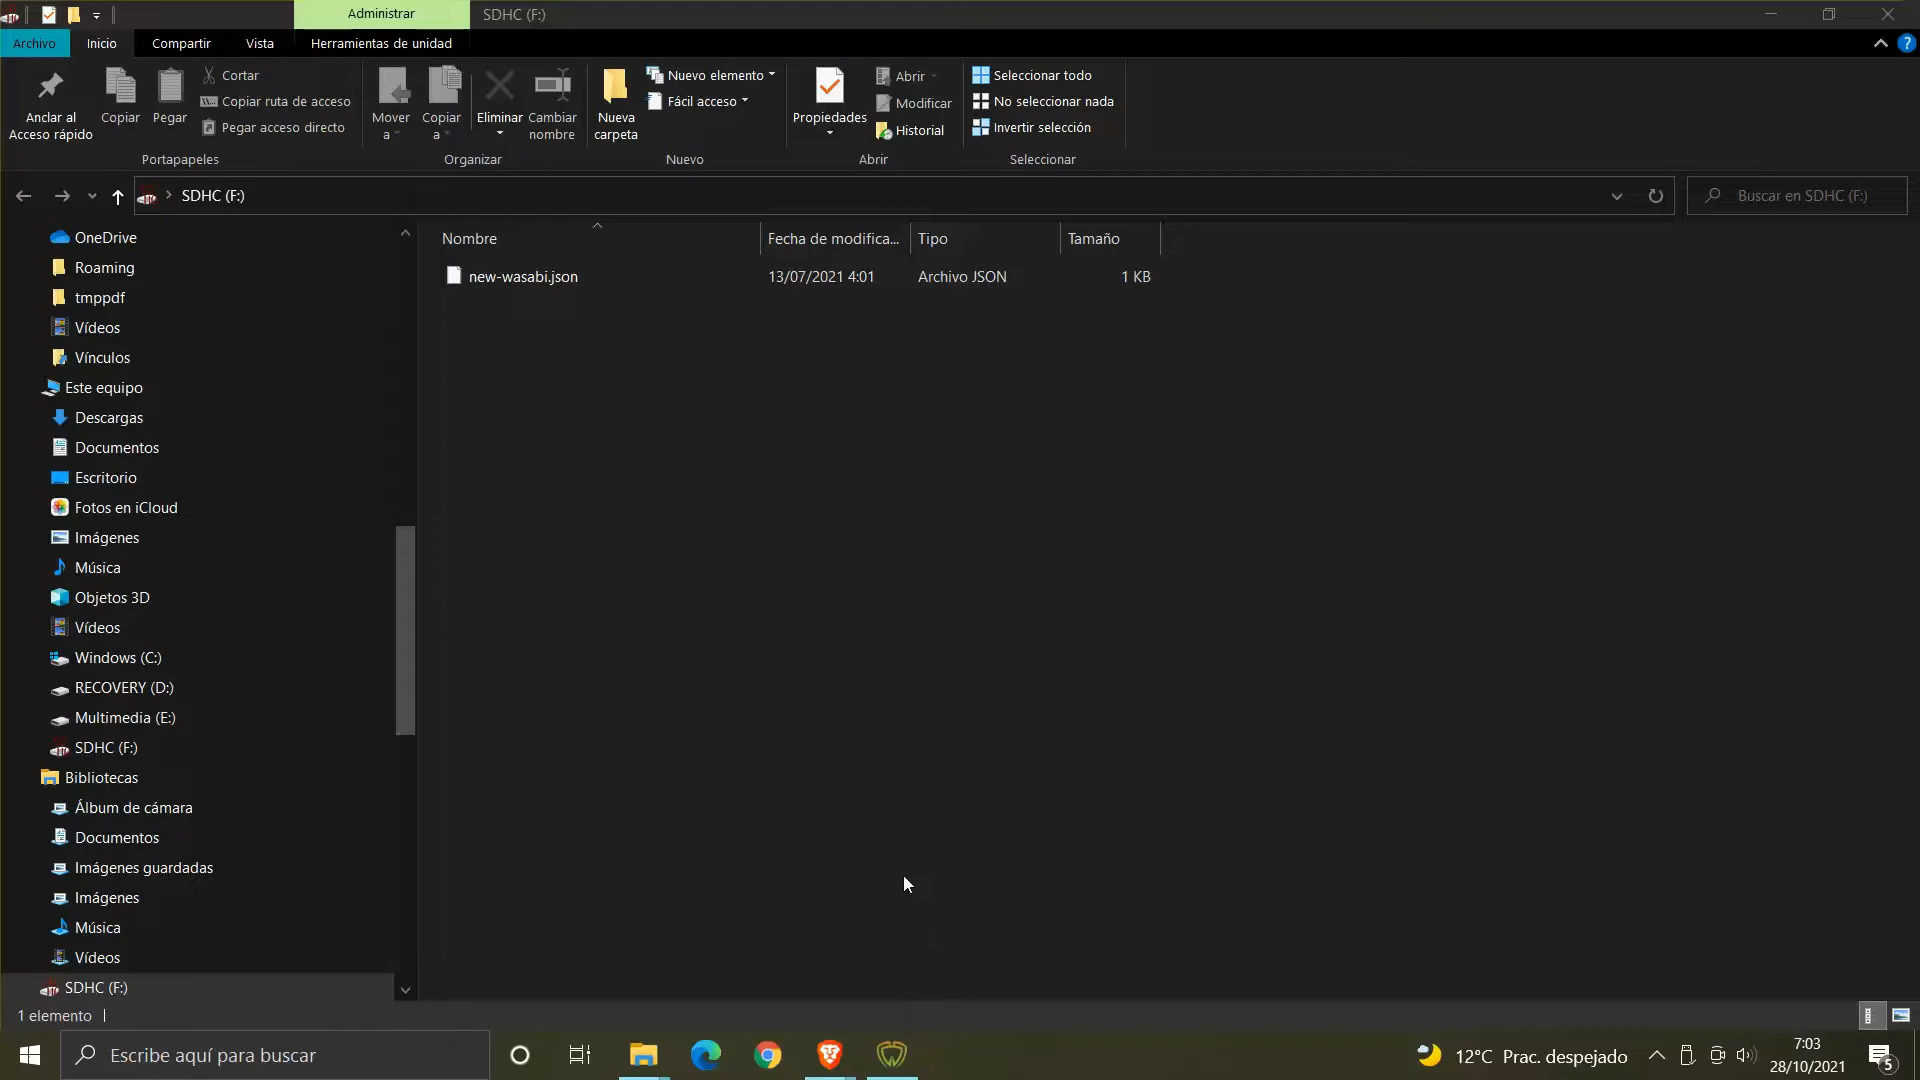 Administrar
SDHC (F:)
Archivo
Inicio
Compartir
Vista
Herramientas de unidad
?
Anclar al
Acceso rápido
Copiar
Pegar
Cortar
Copiar ruta de acceso
Pegar acceso directo
Portapapeles
Mover
a
Copiar
a
Eliminar
Cambiar
nombre
Organizar
Nueva
carpeta
Nuevo elemento
Fácil acceso
Nuevo
Propiedades
Abrir
Modificar
Historial
Abrir
Seleccionar todo
No seleccionar nada
Invertir selección
Seleccionar
SDHC (F:)
Buscar en SDHC (F:)
Nombre
Fecha de modifica...
Tipo
Tamaño
new-wasabi.json
13/07/2021 4:01
Archivo JSON
1 KB
OneDrive
Roaming
tmppdf
Vídeos
Vínculos
Este equipo
Descargas
Documentos
Escritorio
Fotos en iCloud
Imágenes
Música
Objetos 3D
Vídeos
Windows (C:)
RECOVERY (D:)
Multimedia (E:)
SDHC (F:)
Bibliotecas
Álbum de cámara
Documentos
Imágenes guardadas
Imágenes
Música
Vídeos
SDHC (F:)
1 elemento
Escribe aquí para buscar
12°C Prac. despejado
7:03
28/10/2021
5